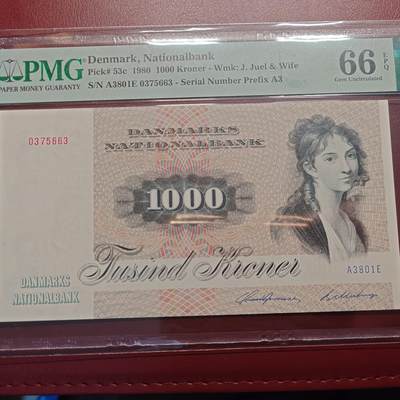 PMG
PAPER MONEY GUARANTY
Denmark, Nationalbank
Pick# 53c 1980 1000 Kroner - Wmk: J. Juel & Wife
S/N A3801E 0375663 - Serial Number Prefix A3
66 EPQ
Gem Uncirculated
0375663
DANMARKS
NATIONALBANK
1000
Tusind Kroner
DANMARKS
NATIONALBANK
A3801E